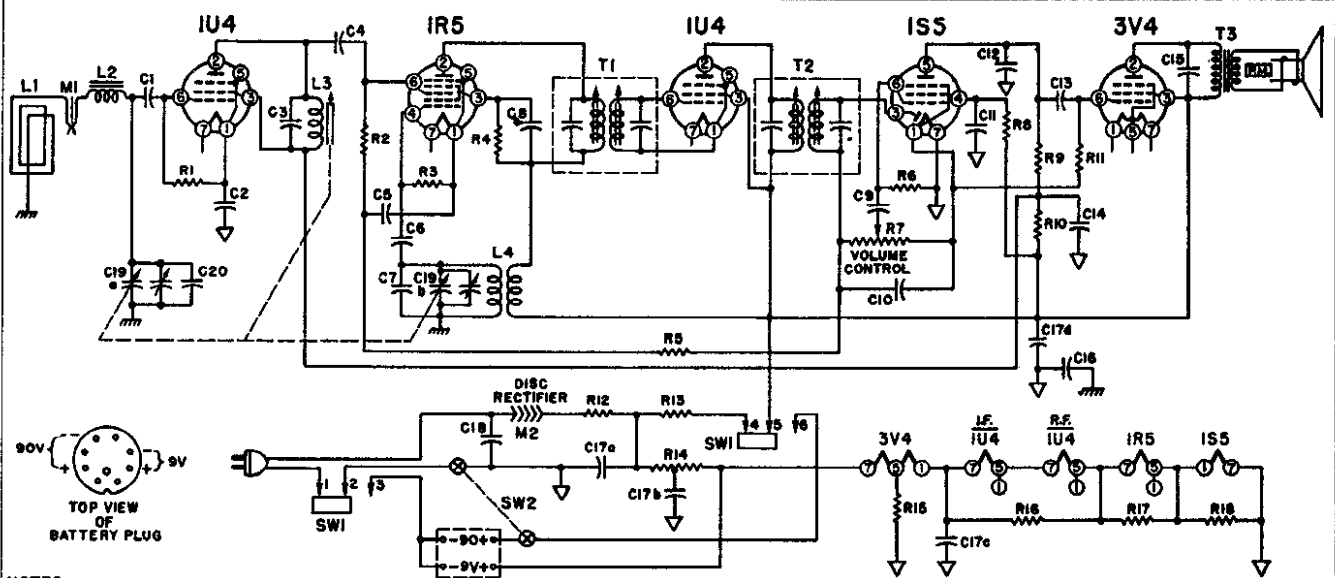 1U4 1R5 1U4 1S5 3V4
C4 C12 C15 T3
L1 M1 L2 C1 L3 T1 T2 C13
C3 R2 R4 C8 C11 R8
R1 R3 R6 R9 R11
C2 C5 C9
C6 R7 R10 C14
L4 VOLUME
CONTROL
C19 a C20 C7 C19 b C10
R5 C17d C16
DISC
RECTIFIER R12 R13
M2
C18 C17a SW1 4 5 6
90V + 9V + R14
TOP VIEW
OF
BATTERY PLUG
1 2 3 SW1 SW2 C17b
-90+
-9V+
3V4 I.F. 1U4 R.F. 1U4 1R5 1S5
R15 R16 R17 R18
C17c